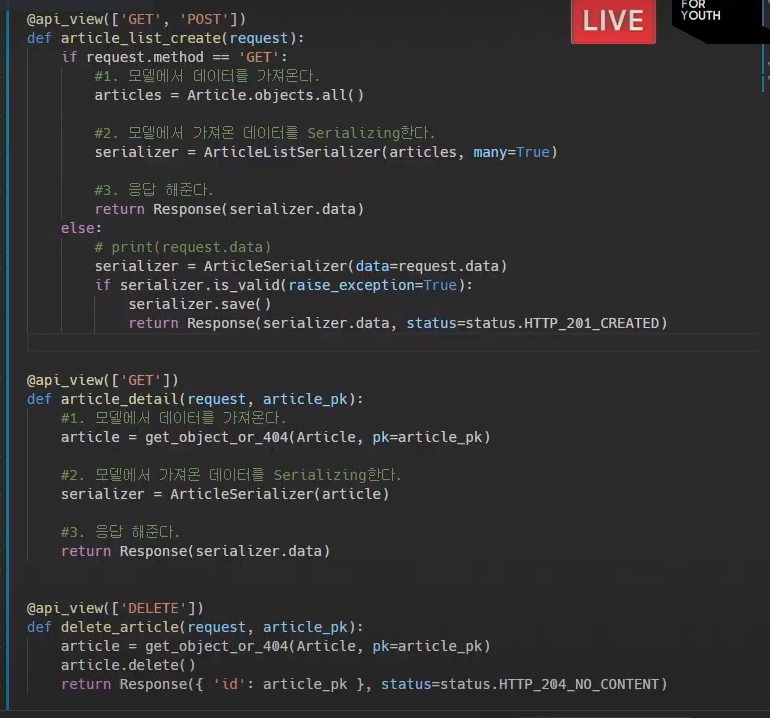 LIVE
FOR
YOUTH
@api_view(['GET', 'POST'])
def article_list_create(request):
    if request.method == 'GET':
        #1. 모델에서 데이터를 가져온다.
        articles = Article.objects.all()
        #2. 모델에서 가져온 데이터를 Serializing한다.
        serializer = ArticleListSerializer(articles, many=True)
        #3. 응답 해준다.
        return Response(serializer.data)
    else:
        # print(request.data)
        serializer = ArticleSerializer(data=request.data)
        if serializer.is_valid(raise_exception=True):
            serializer.save()
            return Response(serializer.data, status=status.HTTP_201_CREATED)
@api_view(['GET'])
def article_detail(request, article_pk):
    #1. 모델에서 데이터를 가져온다.
    article = get_object_or_404(Article, pk=article_pk)
    #2. 모델에서 가져온 데이터를 Serializing한다.
    serializer = ArticleSerializer(article)
    #3. 응답 해준다.
    return Response(serializer.data)
@api_view(['DELETE'])
def delete_article(request, article_pk):
    article = get_object_or_404(Article, pk=article_pk)
    article.delete()
    return Response({ 'id': article_pk }, status=status.HTTP_204_NO_CONTENT)